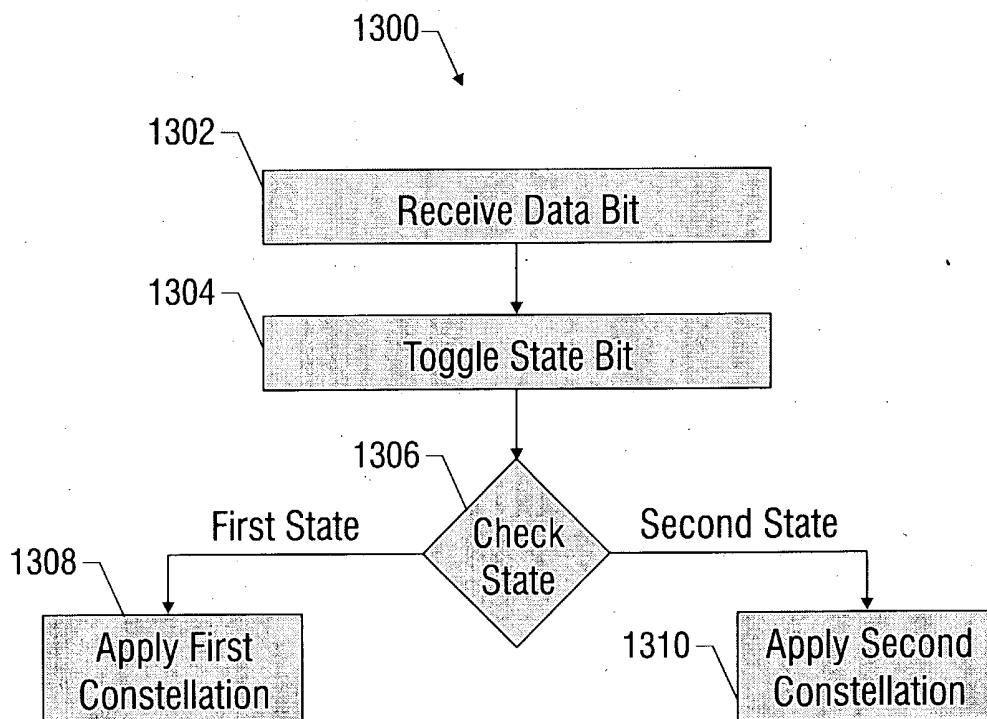 1300
1302
Receive Data Bit
1304
Toggle State Bit
1306
Check
State
First State
Second State
1308
Apply First
Constellation
1310
Apply Second
Constellation